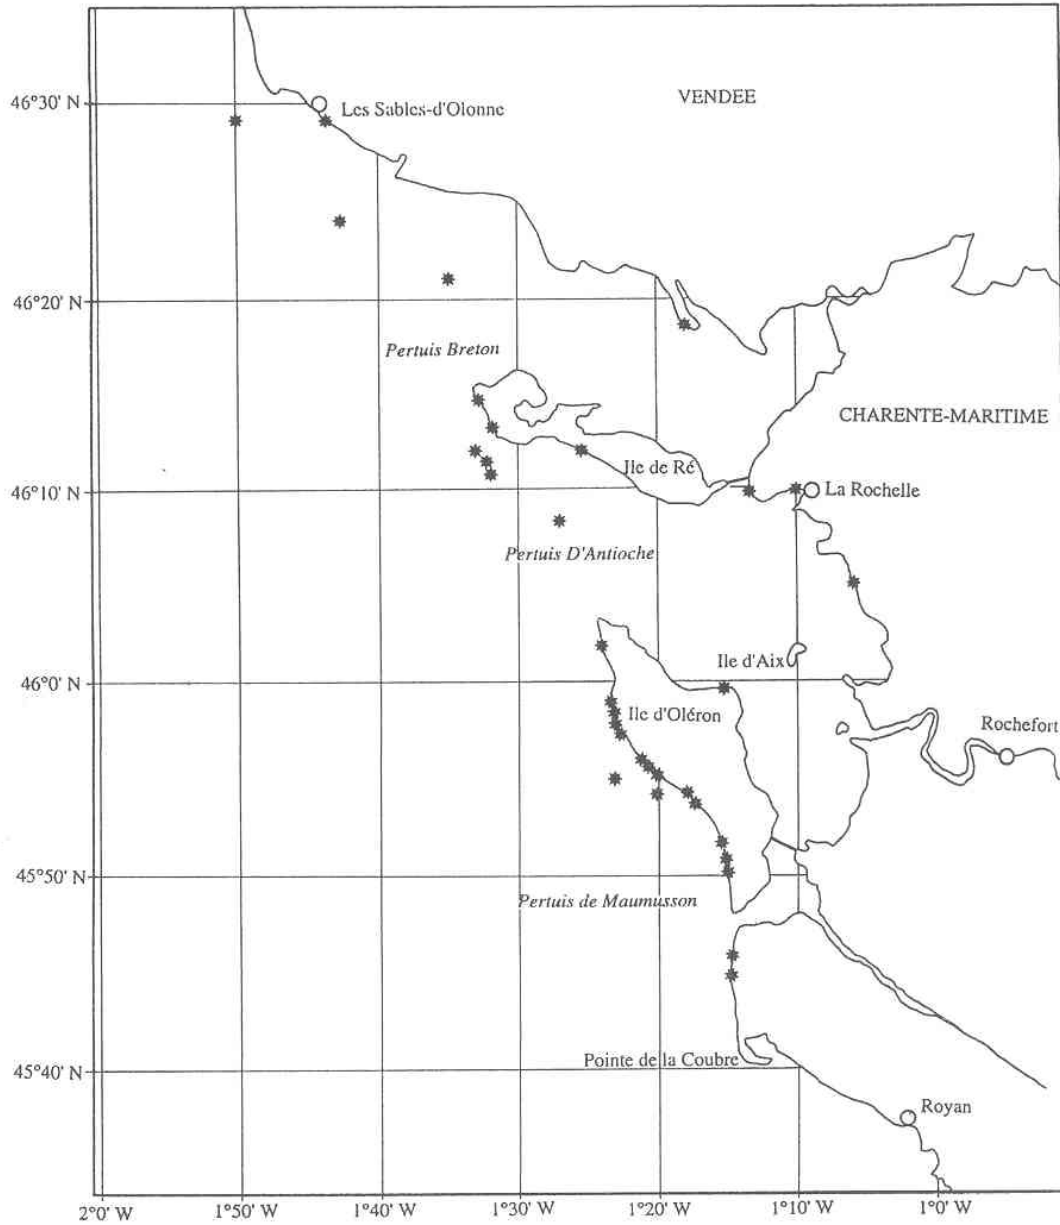 46°30' N
Les Sables-d'Olonne
VENDEE
46°20' N
Pertuis Breton
CHARENTE-MARITIME
Ile de Ré
46°10' N
La Rochelle
Pertuis D'Antioche
Ile d'Aix
46°0' N
Ile d'Oléron
Rochefort
45°50' N
Pertuis de Maumusson
Pointe de la Coubre
45°40' N
Royan
2°0' W
1°50' W
1°40' W
1°30' W
1°20' W
1°10' W
1°0' W